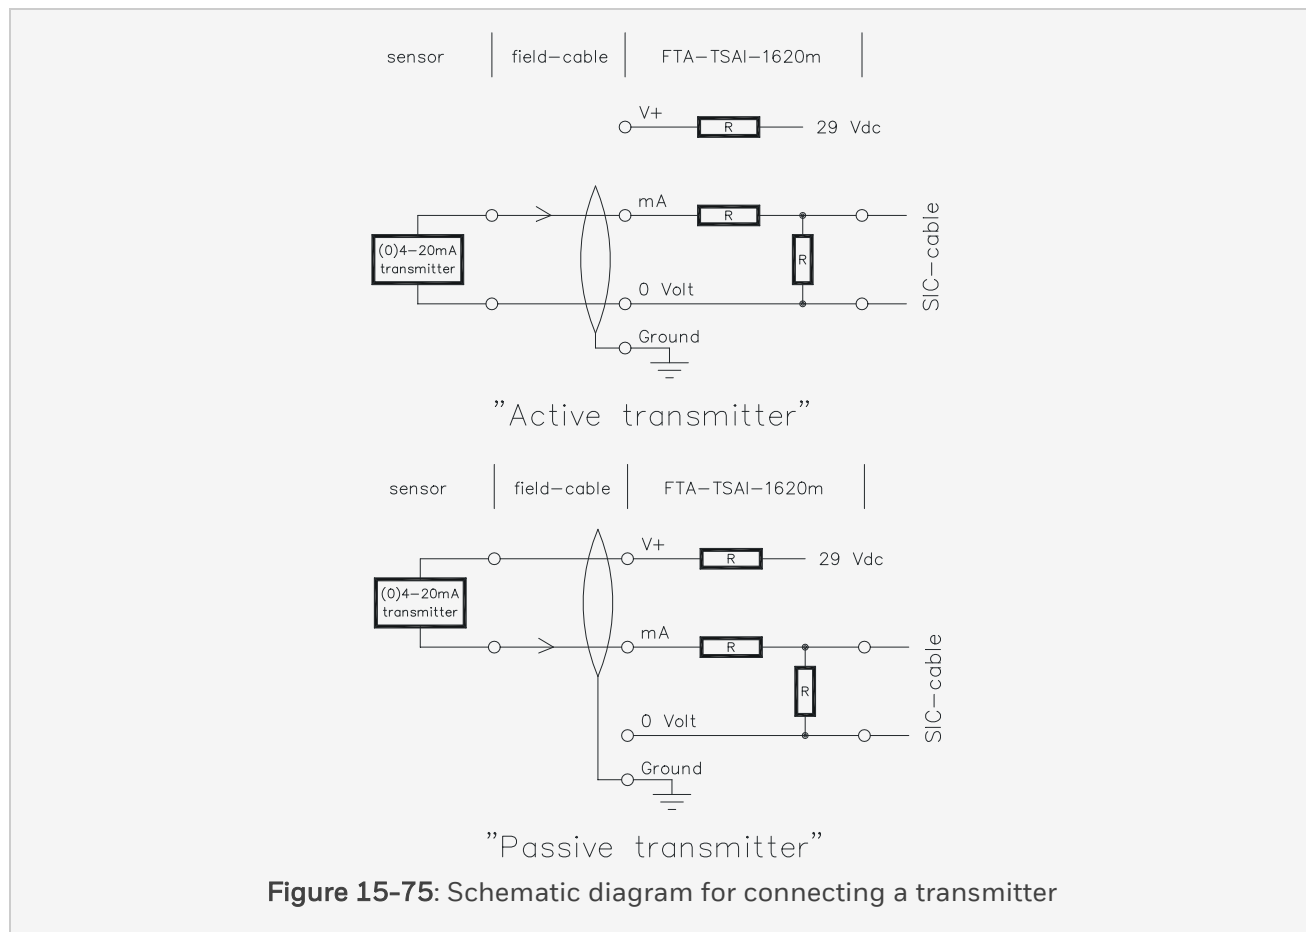 sensor field-cable FTA-TSAI-1620m
V+
R 29 Vdc
mA
R
(0)4-20mA
transmitter
R
SIC-cable
0 Volt
Ground
"Active transmitter"
sensor field-cable FTA-TSAI-1620m
V+
R 29 Vdc
(0)4-20mA
transmitter
mA
R
R
SIC-cable
0 Volt
Ground
"Passive transmitter"
Figure 15-75: Schematic diagram for connecting a transmitter